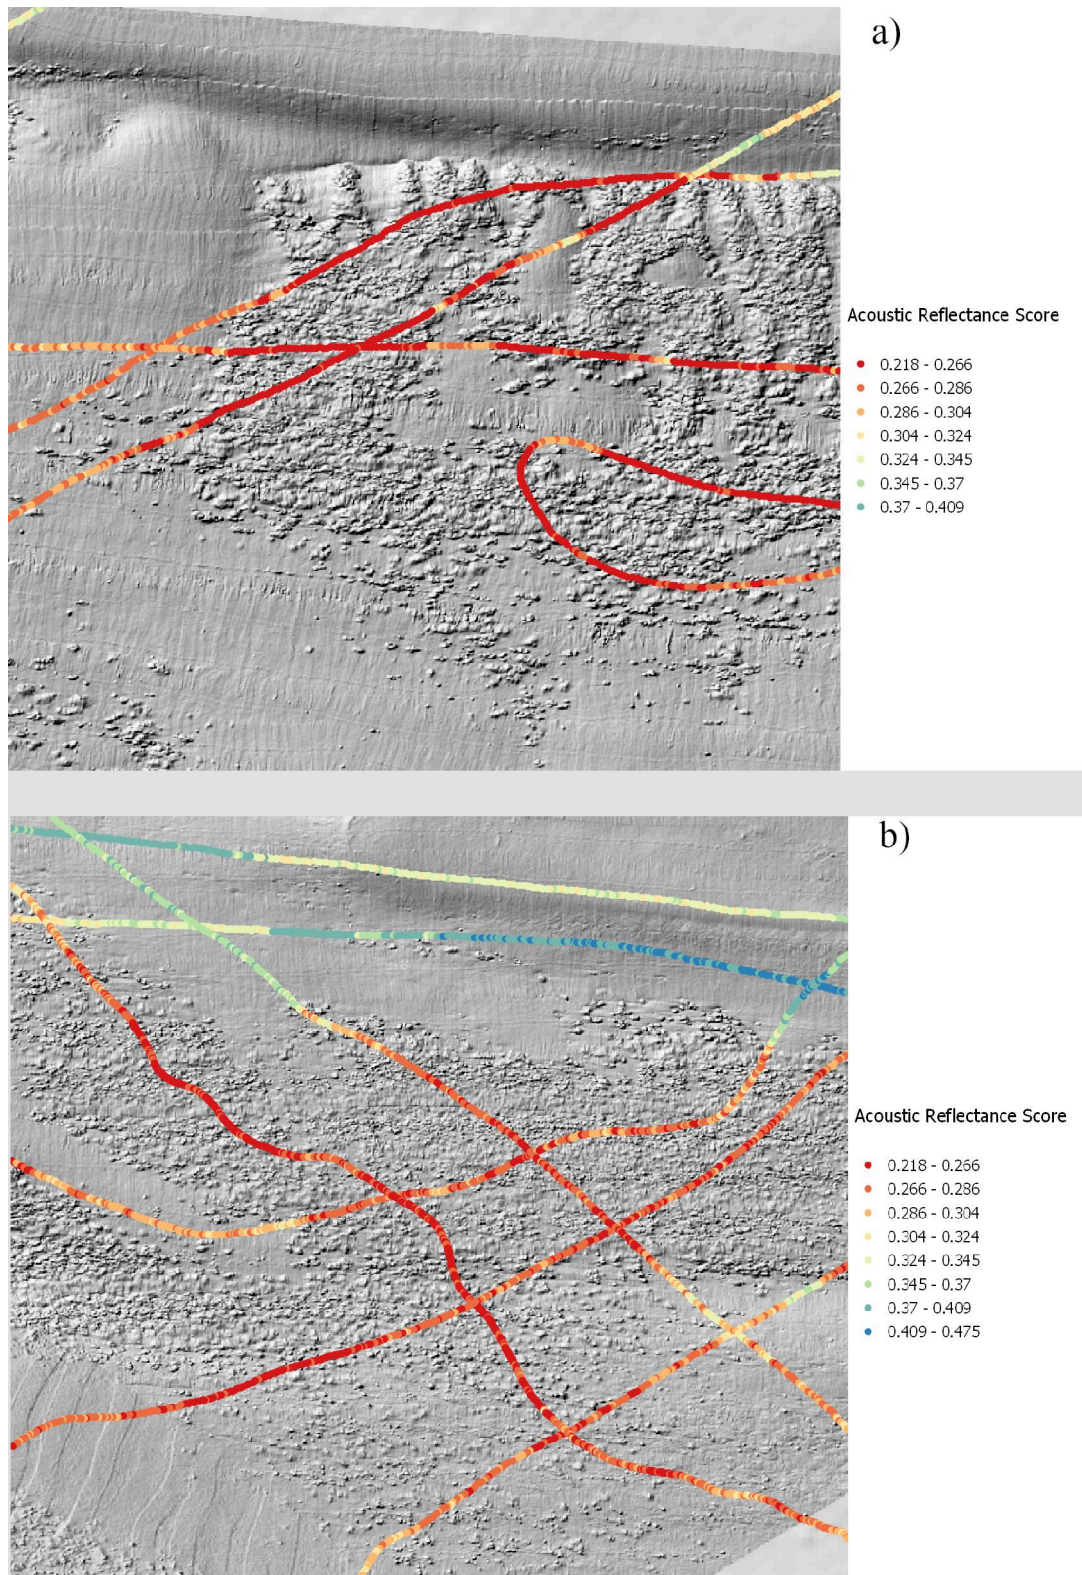 a)
Acoustic Reflectance Score
0.218 - 0.266
0.266 - 0.286
0.286 - 0.304
0.304 - 0.324
0.324 - 0.345
0.345 - 0.37
0.37 - 0.409
b)
Acoustic Reflectance Score
0.218 - 0.266
0.266 - 0.286
0.286 - 0.304
0.304 - 0.324
0.324 - 0.345
0.345 - 0.37
0.37 - 0.409
0.409 - 0.475